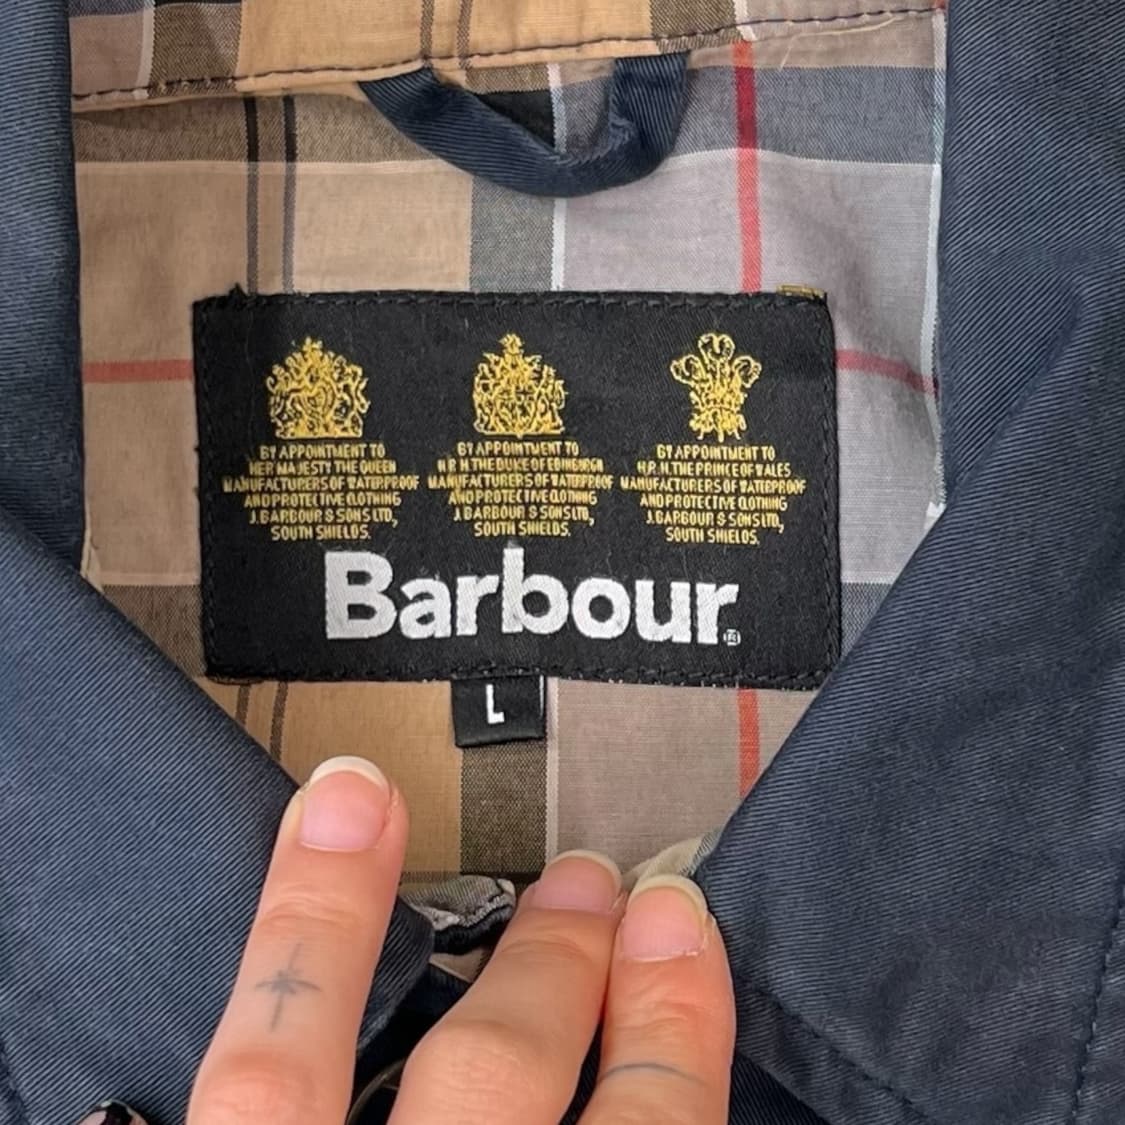 BY APPOINTMENT TO
HER MAJESTY THE QUEEN
MANUFACTURERS OF WATERPROOF
AND PROTECTIVE CLOTHING
J. BARBOUR & SONS LTD,
SOUTH SHIELDS.
BY APPOINTMENT TO
H.R.H. THE DUKE OF EDINBURGH
MANUFACTURERS OF WATERPROOF
AND PROTECTIVE CLOTHING
J. BARBOUR & SONS LTD,
SOUTH SHIELDS.
BY APPOINTMENT TO
H.R.H. THE PRINCE OF WALES
MANUFACTURERS OF WATERPROOF
AND PROTECTIVE CLOTHING
J. BARBOUR & SONS LTD,
SOUTH SHIELDS.
Barbour®
L